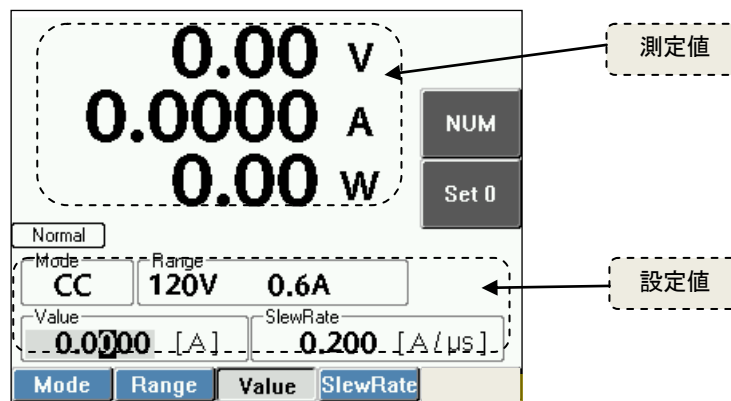 0.00 V
測定値
0.0000 A
NUM
0.00 W
Set 0
Normal
Mode
CC
Range
120V 0.6A
設定値
Value
0.0000 [A]
SlewRate
0.200 [A/μs]
Mode Range Value SlewRate